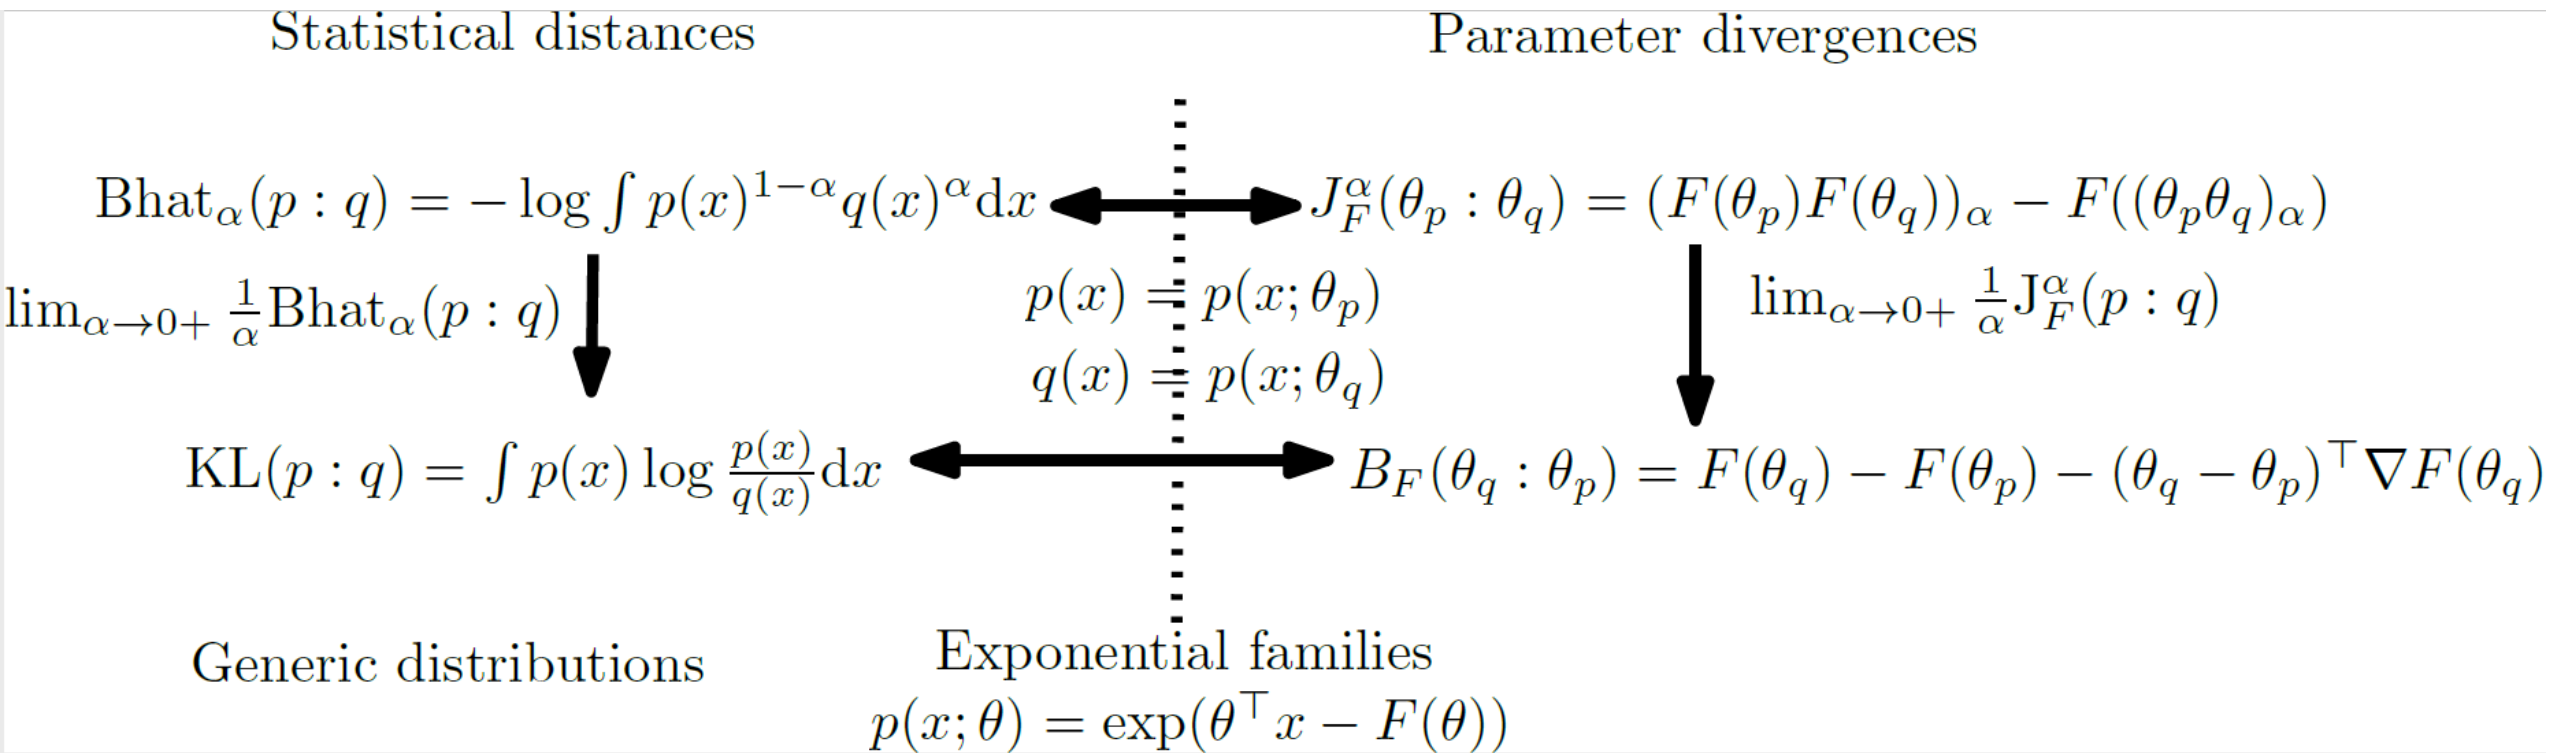 Statistical distances
Parameter divergences
Bhat_α(p : q) = − log ∫ p(x)^{1−α} q(x)^α dx
J_F^α(θ_p : θ_q) = (F(θ_p)F(θ_q))_α − F((θ_pθ_q)_α)
lim_{α→0+} 1/α Bhat_α(p : q)
p(x) = p(x; θ_p)
lim_{α→0+} 1/α J_F^α(p : q)
q(x) = p(x; θ_q)
KL(p : q) = ∫ p(x) log p(x)/q(x) dx
B_F(θ_q : θ_p) = F(θ_q) − F(θ_p) − (θ_q − θ_p)^⊤ ∇F(θ_q)
Generic distributions
Exponential families
p(x; θ) = exp(θ^⊤ x − F(θ))